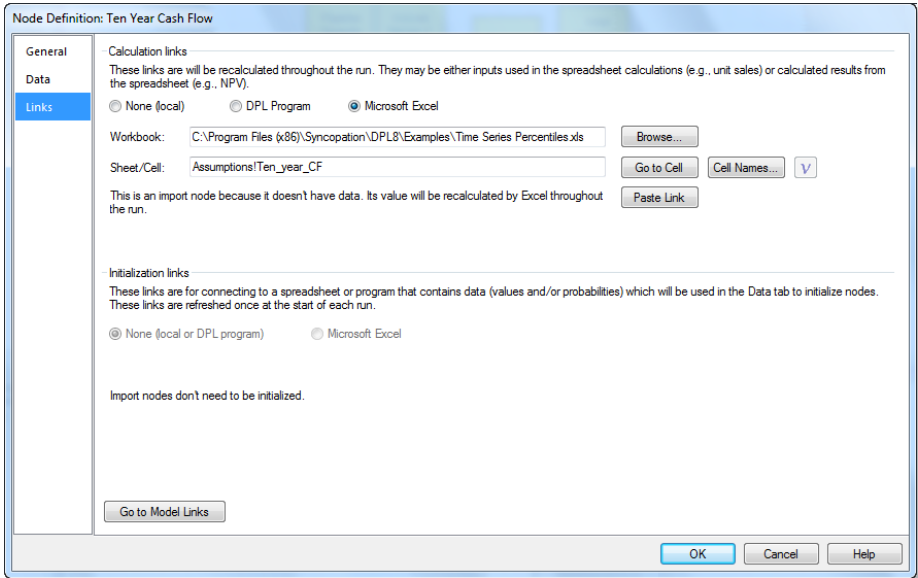 Node Definition: Ten Year Cash Flow
General
Data
Links
Calculation links
These links are will be recalculated throughout the run. They may be either inputs used in the spreadsheet calculations (e.g., unit sales) or calculated results from
the spreadsheet (e.g., NPV).
None (local) DPL Program Microsoft Excel
Workbook: C:\Program Files (x86)\Syncopation\DPL8\Examples\Time Series Percentiles.xls Browse...
Sheet/Cell: Assumptions!Ten_year_CF Go to Cell Cell Names... v
This is an import node because it doesn't have data. Its value will be recalculated by Excel throughout
the run.
Paste Link
Initialization links
These links are for connecting to a spreadsheet or program that contains data (values and/or probabilities) which will be used in the Data tab to initialize nodes.
These links are refreshed once at the start of each run.
None (local or DPL program) Microsoft Excel
Import nodes don't need to be initialized.
Go to Model Links
OK Cancel Help